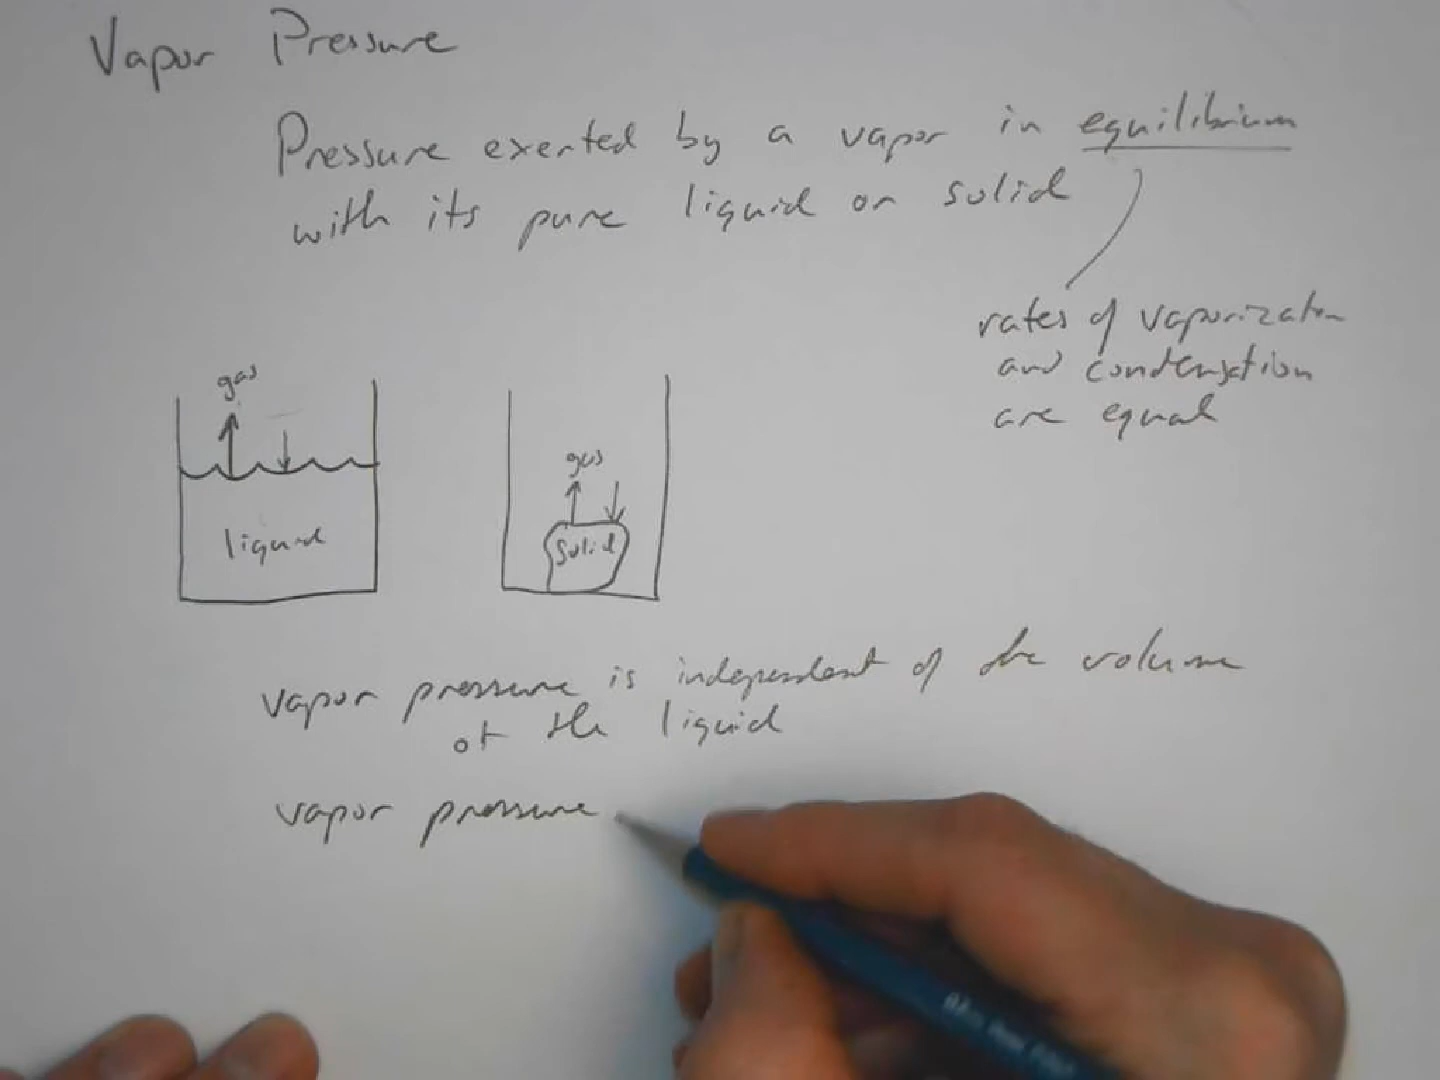 Vapor Pressure
Pressure exerted by a vapor in equilibrium
with its pure liquid or solid
rates of vaporization
and condensation
are equal
gas
liquid
gas
solid
vapor pressure is independent of the volume
of the liquid
vapor pressure